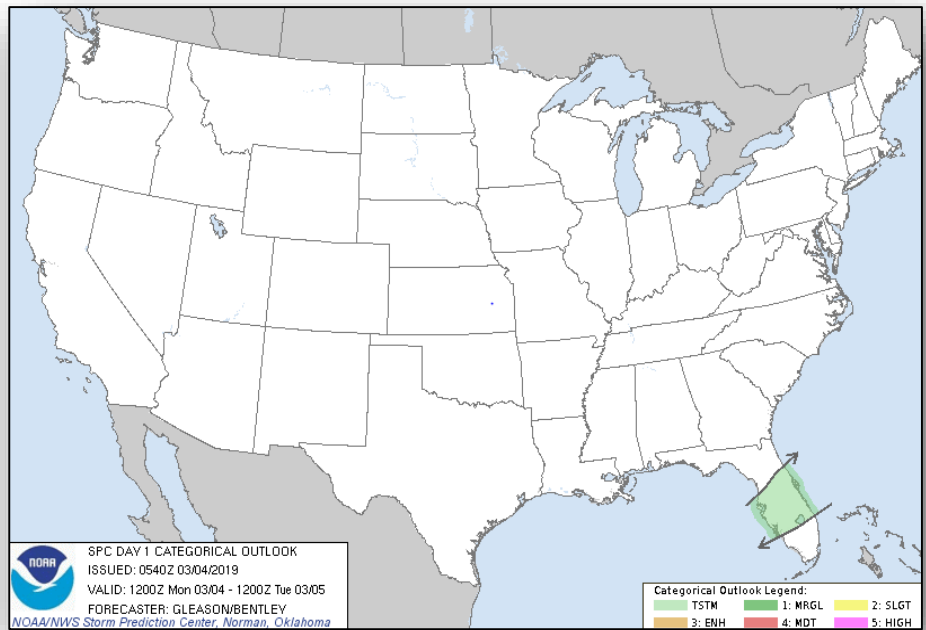 NOAA
SPC DAY 1 CATEGORICAL OUTLOOK
ISSUED: 0540Z 03/04/2019
VALID: 1200Z Mon 03/04 - 1200Z Tue 03/05
FORECASTER: GLEASON/BENTLEY
NOAA/NWS Storm Prediction Center, Norman, Oklahoma
Categorical Outlook Legend:
TSTM 1: MRGL 2: SLGT
3: ENH 4: MDT 5: HIGH